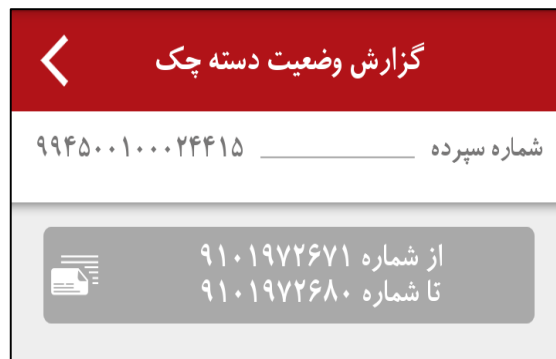 گزارش وضعیت دسته چک
شماره سپرده ۹۹۴۵۰۰۱۰۰۰۲۴۴۱۵
از شماره ۹۱۰۱۹۷۲۶۷۱
تا شماره ۹۱۰۱۹۷۲۶۸۰